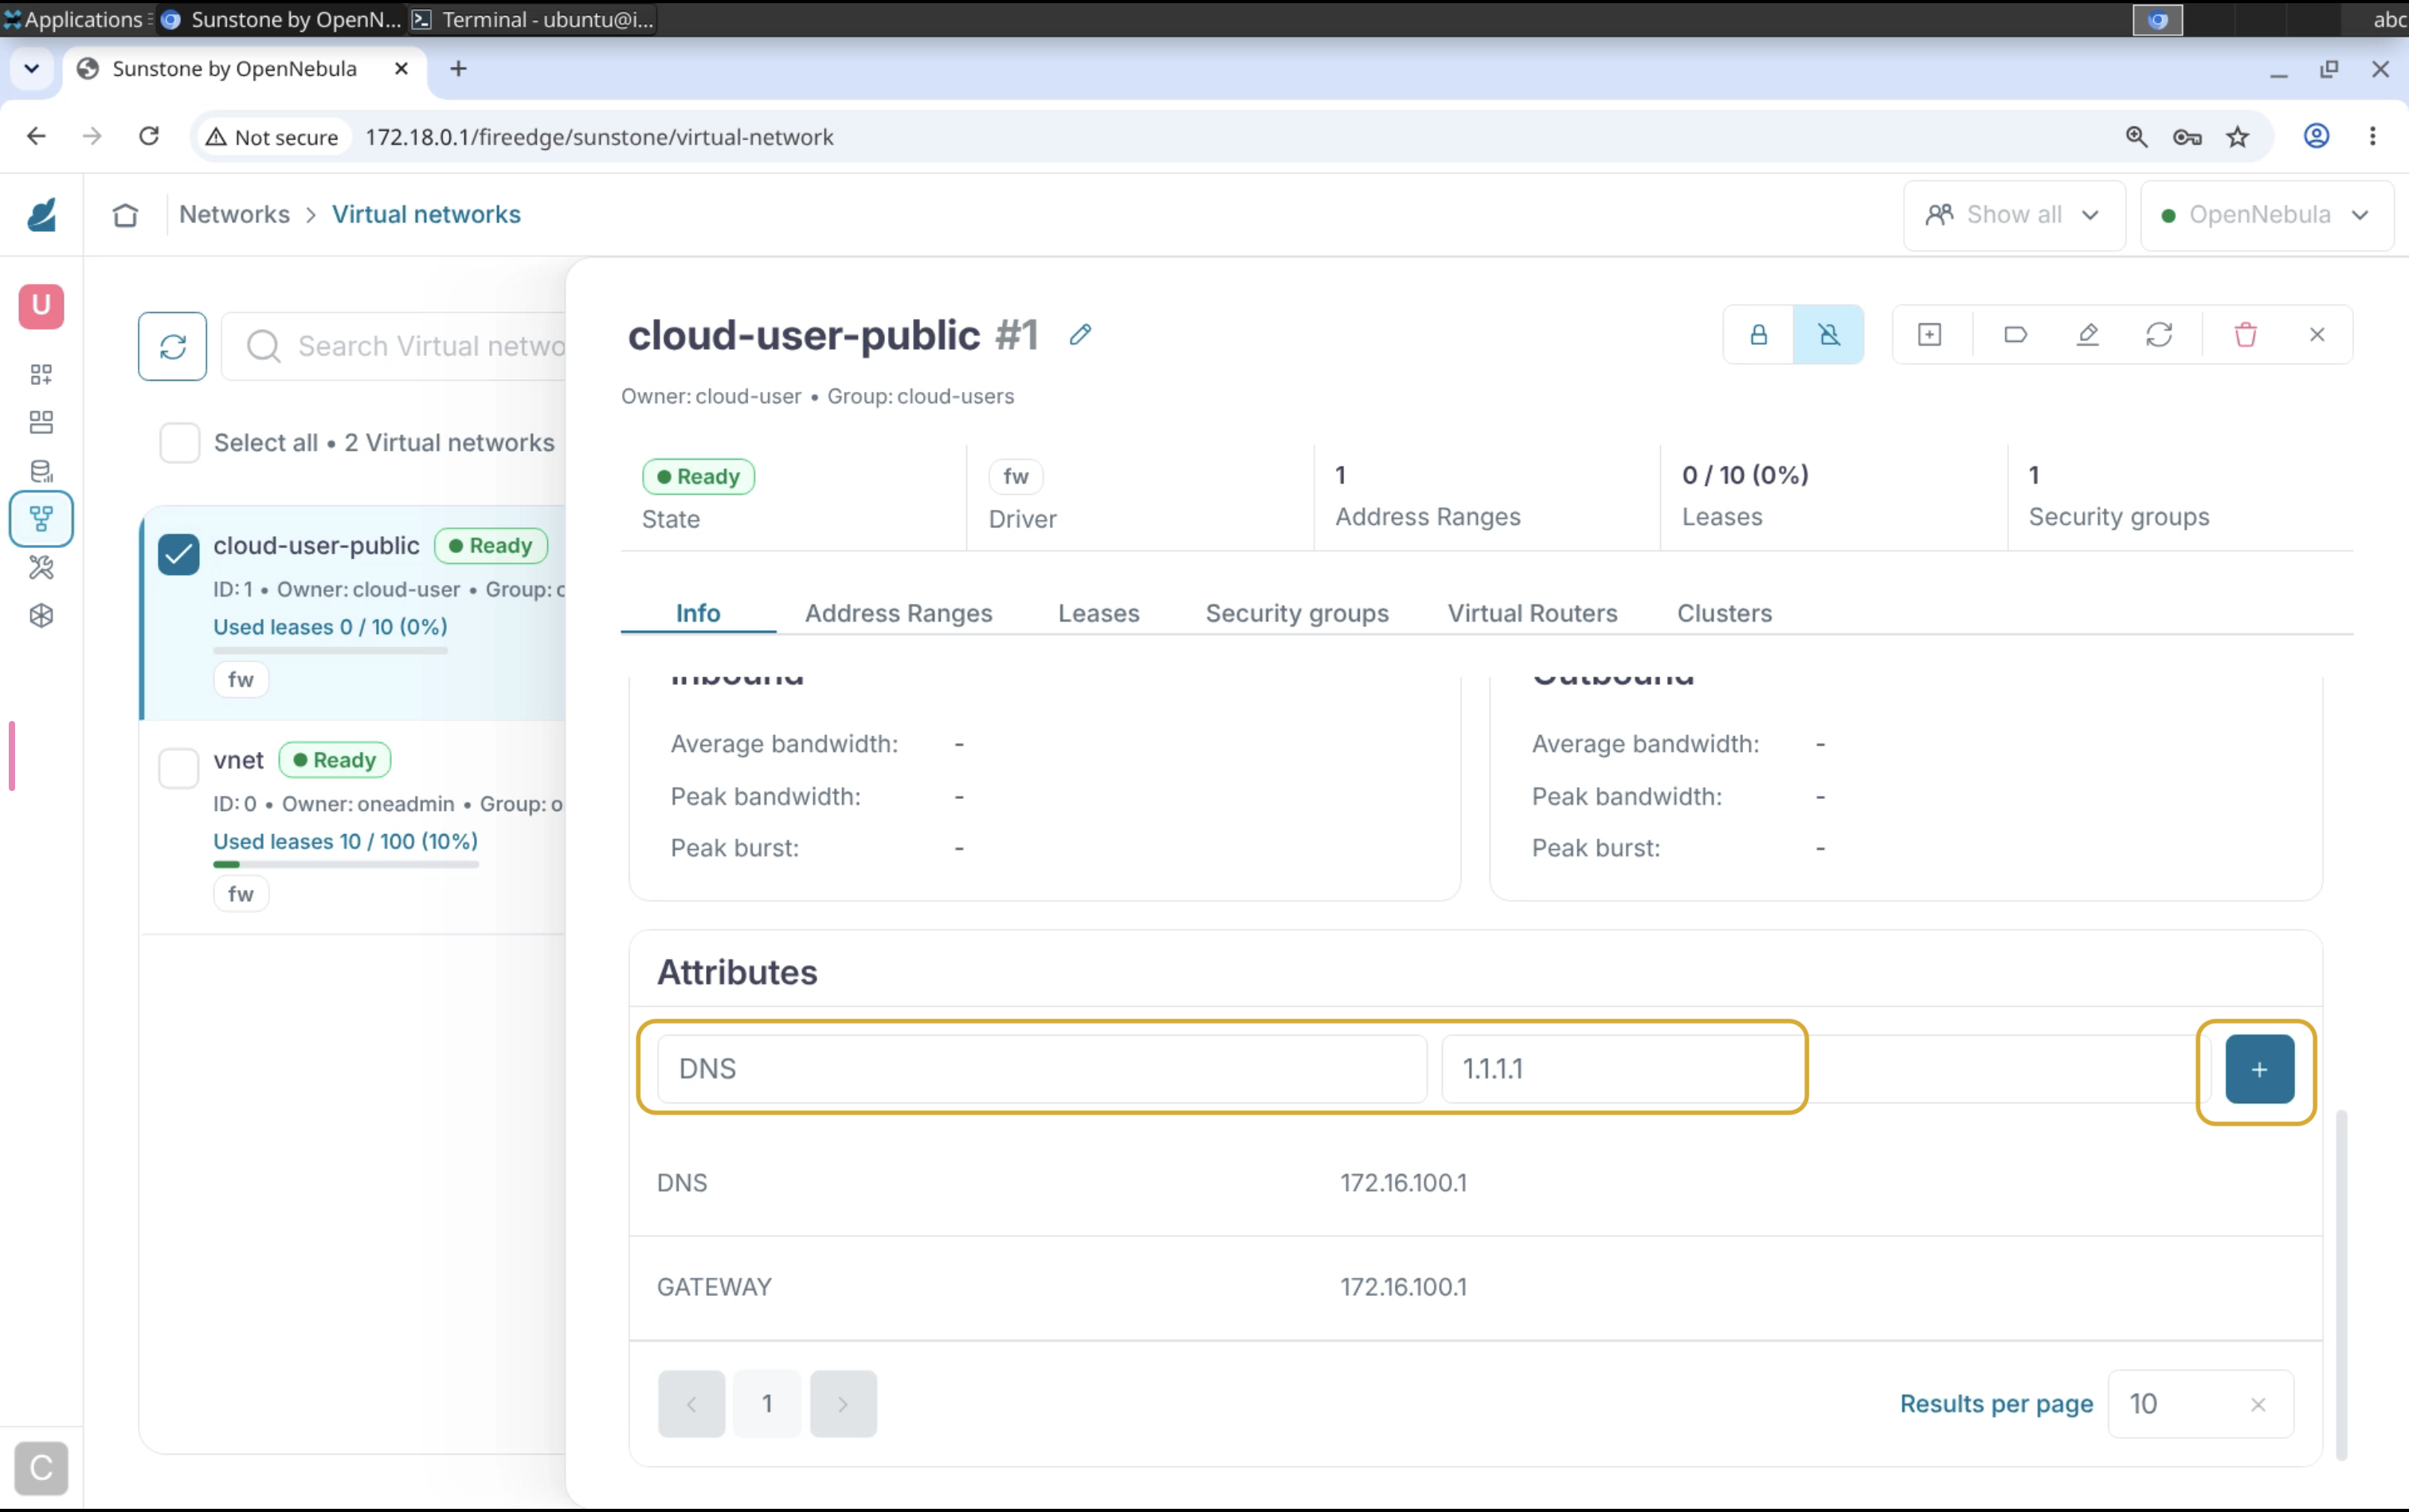 Applications
Sunstone by OpenN...
Terminal - ubuntu@i...
abc
Sunstone by OpenNebula
Not secure
172.18.0.1/fireedge/sunstone/virtual-network
Networks > Virtual networks
Show all
OpenNebula
U
Search Virtual netwo
Select all • 2 Virtual networks
cloud-user-public Ready
ID: 1 • Owner: cloud-user • Group: c
Used leases 0 / 10 (0%)
fw
vnet Ready
ID: 0 • Owner: oneadmin • Group: o
Used leases 10 / 100 (10%)
fw
C
cloud-user-public #1
Owner: cloud-user • Group: cloud-users
Ready
State
fw
Driver
1
Address Ranges
0 / 10 (0%)
Leases
1
Security groups
Info Address Ranges Leases Security groups Virtual Routers Clusters
Inbound
Average bandwidth: -
Peak bandwidth: -
Peak burst: -
Outbound
Average bandwidth: -
Peak bandwidth: -
Peak burst: -
Attributes
DNS 1.1.1.1 +
DNS 172.16.100.1
GATEWAY 172.16.100.1
< 1 >
Results per page 10